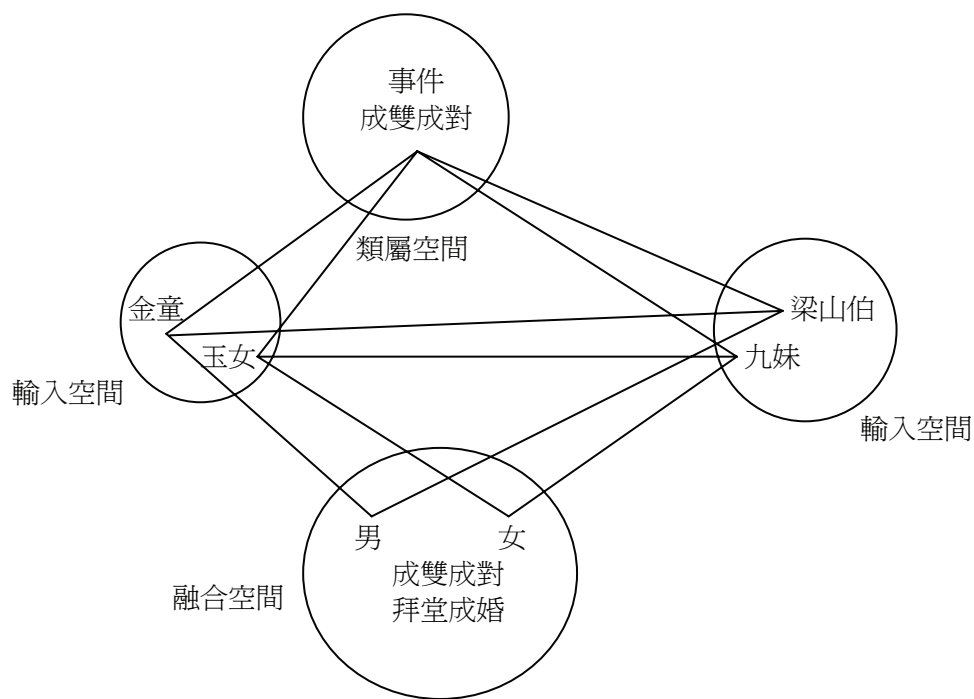 事件
成雙成對
類屬空間
金童
玉女
輸入空間
梁山伯
九妹
輸入空間
男
女
成雙成對
拜堂成婚
融合空間